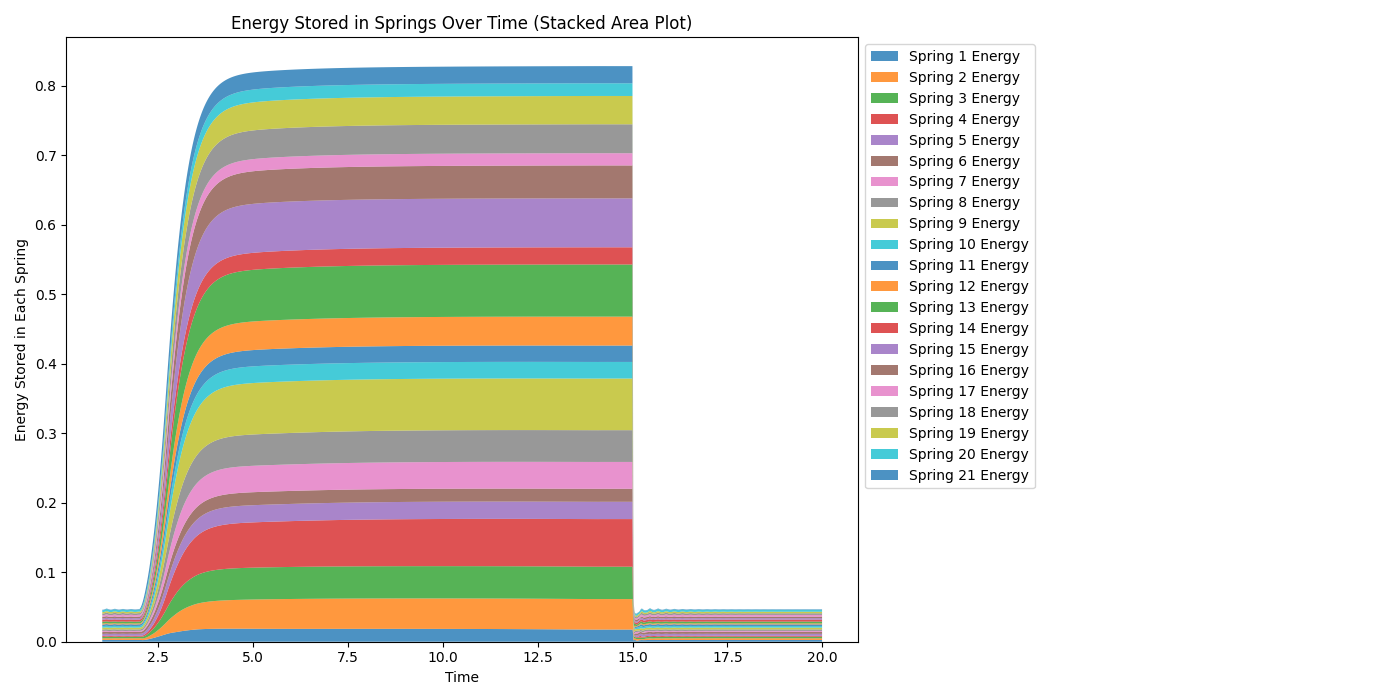 Energy Stored in Springs Over Time (Stacked Area Plot)
Energy Stored in Each Spring
0.8
0.7
0.6
0.5
0.4
0.3
0.2
0.1
0.0
2.5 5.0 7.5 10.0 12.5 15.0 17.5 20.0
Time
Spring 1 Energy
Spring 2 Energy
Spring 3 Energy
Spring 4 Energy
Spring 5 Energy
Spring 6 Energy
Spring 7 Energy
Spring 8 Energy
Spring 9 Energy
Spring 10 Energy
Spring 11 Energy
Spring 12 Energy
Spring 13 Energy
Spring 14 Energy
Spring 15 Energy
Spring 16 Energy
Spring 17 Energy
Spring 18 Energy
Spring 19 Energy
Spring 20 Energy
Spring 21 Energy